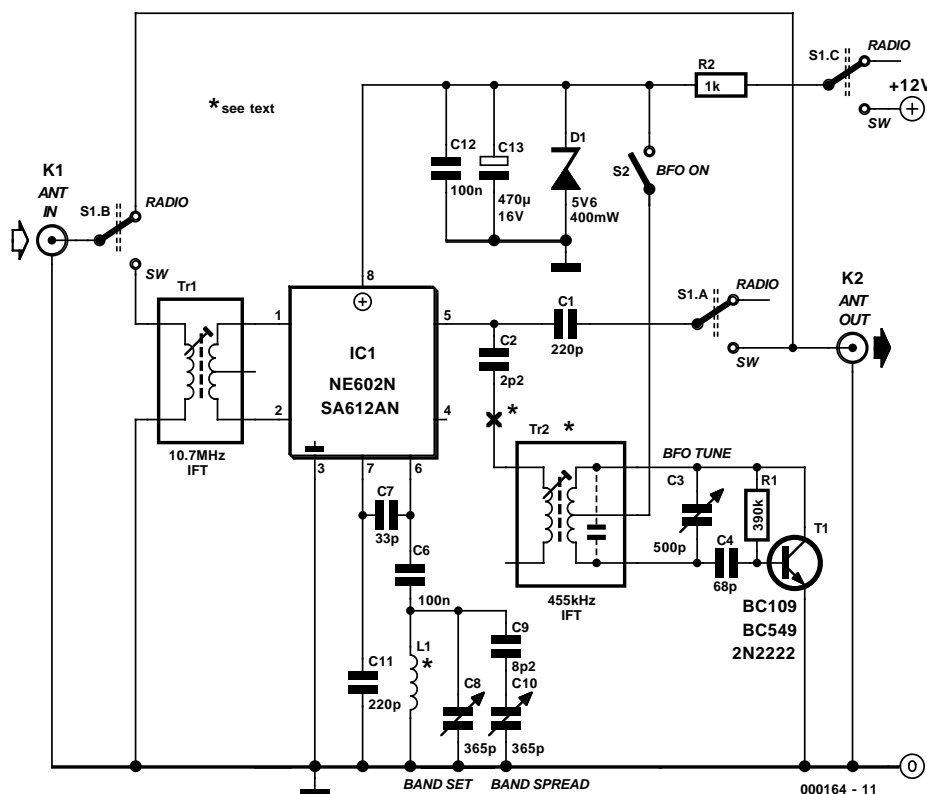 S1.C
RADIO
R2
1k
+12V
SW
* see text
C12
100n
C13
470µ
16V
D1
5V6
400mW
S2
BFO ON
K1
ANT
IN
S1.B
RADIO
SW
Tr1
10.7MHz
IFT
8
1
2
5
4
3
7
6
IC1
NE602N
SA612AN
C1
220p
S1.A
RADIO
SW
K2
ANT
OUT
C2
2p2
*
Tr2 *
455kHz
IFT
BFO TUNE
C3
500p
R1
390k
C4
68p
T1
BC109
BC549
2N2222
C7
33p
C6
100n
C11
220p
L1
*
C8
365p
C9
8p2
C10
365p
BAND SET
BAND SPREAD
0
000164 - 11